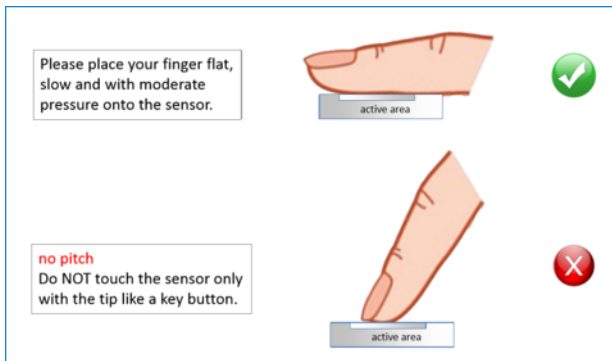 Please place your finger flat,
slow and with moderate
pressure onto the sensor.
active area
no pitch
Do NOT touch the sensor only
with the tip like a key button.
active area